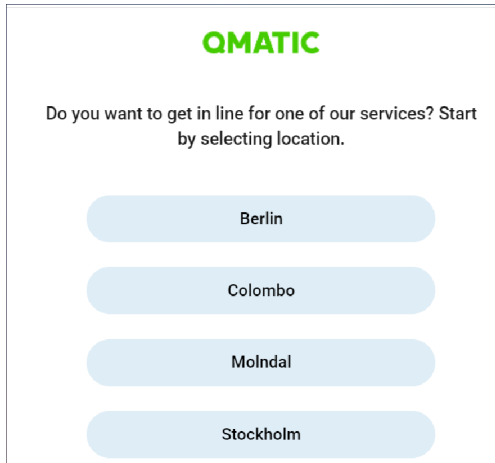 QMATIC
Do you want to get in line for one of our services? Start
by selecting location.
Berlin
Colombo
Molndal
Stockholm